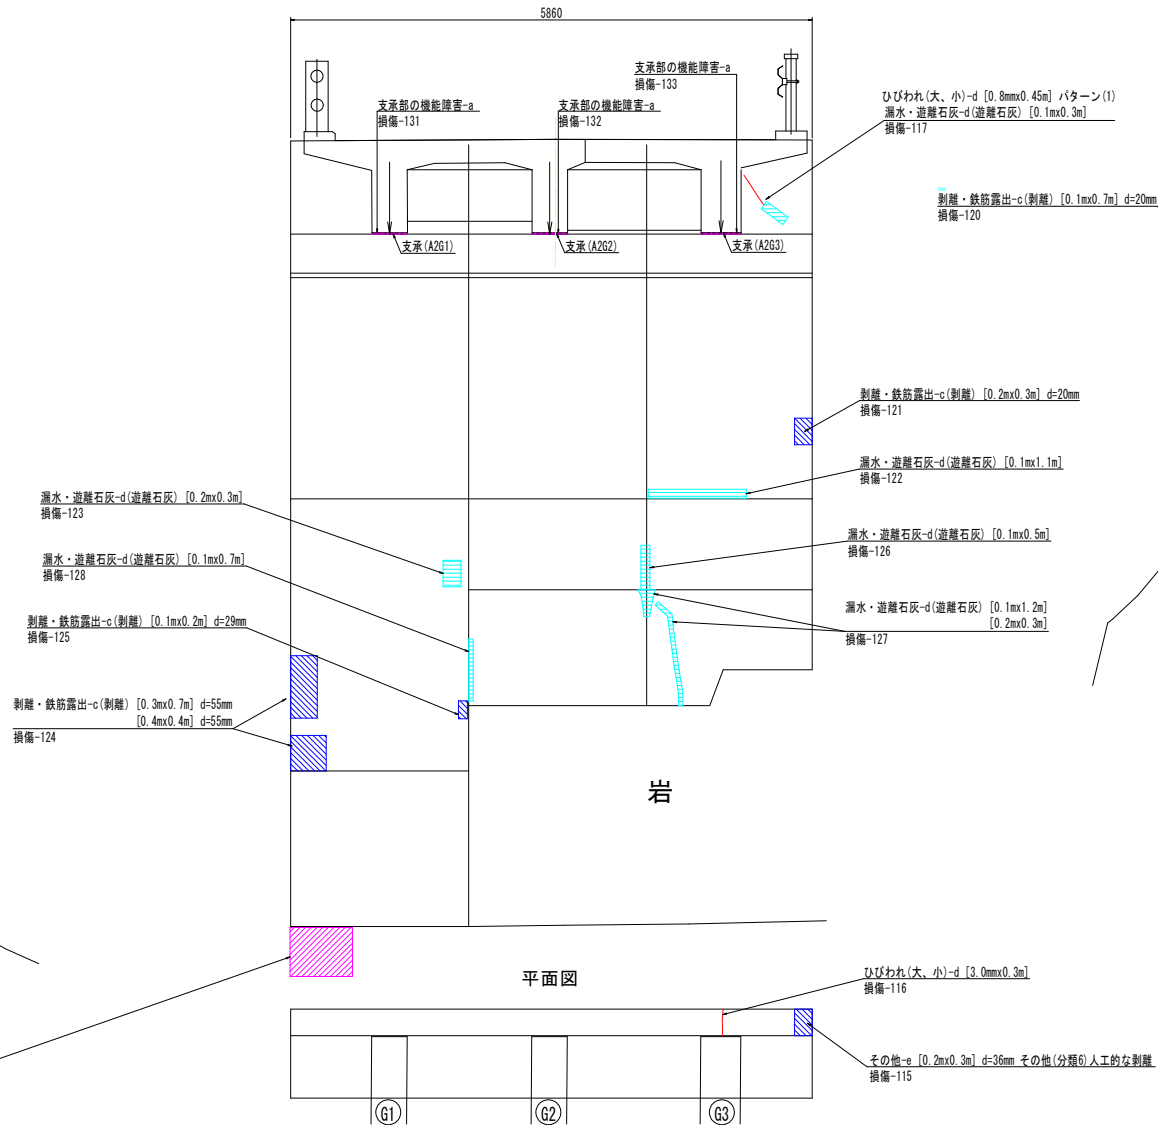 5860
支承部の機能障害-a
損傷-133
支承部の機能障害-a
損傷-131
支承部の機能障害-a
損傷-132
ひびわれ(大、小)-d [0.8mmx0.45m] パターン(1)
漏水・遊離石灰-d(遊離石灰) [0.1mx0.3m]
損傷-117
剥離・鉄筋露出-c(剥離) [0.1mx0.7m] d=20mm
損傷-120
支承(A2G1)
支承(A2G2)
支承(A2G3)
剥離・鉄筋露出-c(剥離) [0.2mx0.3m] d=20mm
損傷-121
漏水・遊離石灰-d(遊離石灰) [0.1mx1.1m]
損傷-122
漏水・遊離石灰-d(遊離石灰) [0.2mx0.3m]
損傷-123
漏水・遊離石灰-d(遊離石灰) [0.1mx0.5m]
損傷-126
漏水・遊離石灰-d(遊離石灰) [0.1mx0.7m]
損傷-128
漏水・遊離石灰-d(遊離石灰) [0.1mx1.2m]
[0.2mx0.3m]
損傷-127
剥離・鉄筋露出-c(剥離) [0.1mx0.2m] d=29mm
損傷-125
剥離・鉄筋露出-c(剥離) [0.3mx0.7m] d=55mm
[0.4mx0.4m] d=55mm
損傷-124
岩
平面図
ひびわれ(大、小)-d [3.0mmx0.3m]
損傷-116
その他-e [0.2mx0.3m] d=36mm その他(分類6)人工的な剥離
損傷-115
G1
G2
G3